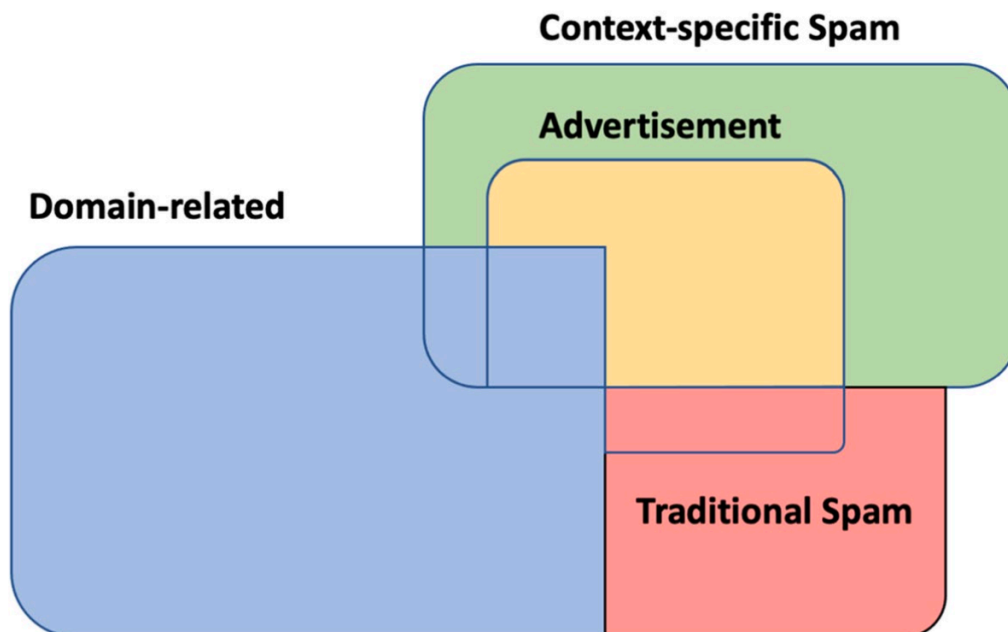 Context-specific Spam
Advertisement
Domain-related
Traditional Spam